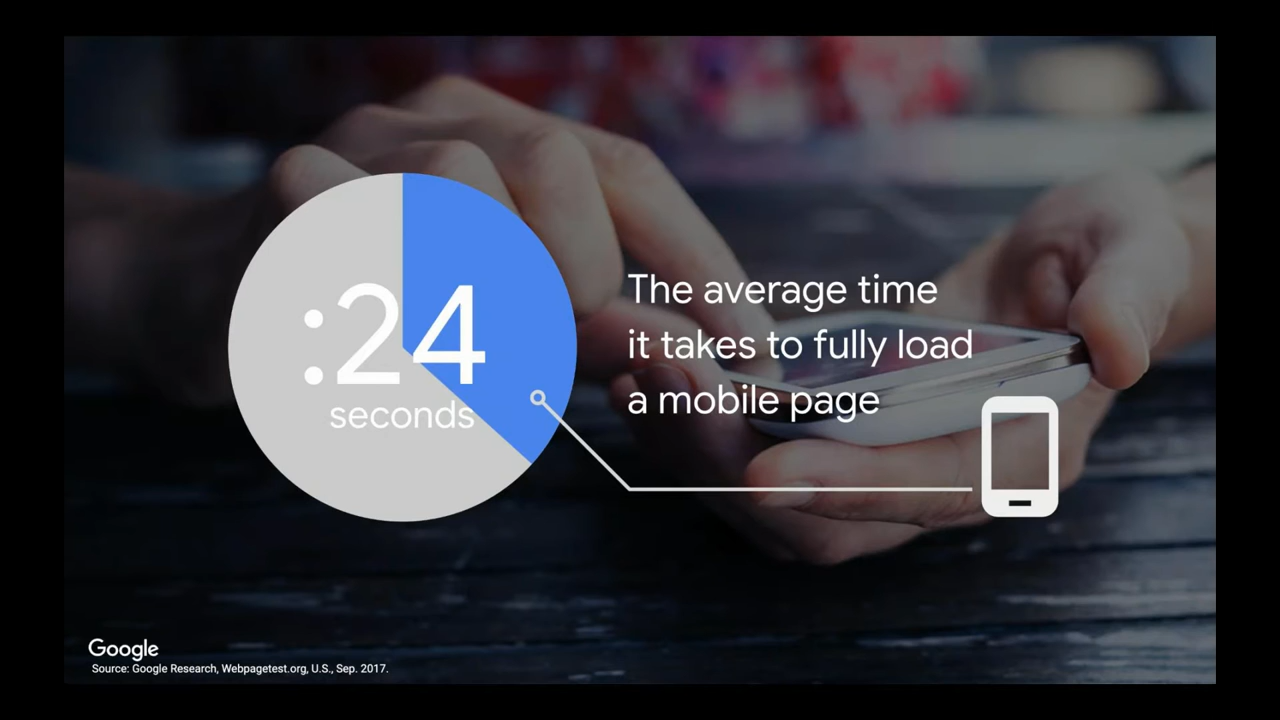 :24
seconds
The average time
it takes to fully load
a mobile page
Google
Source: Google Research, Webpagetest.org, U.S., Sep. 2017.